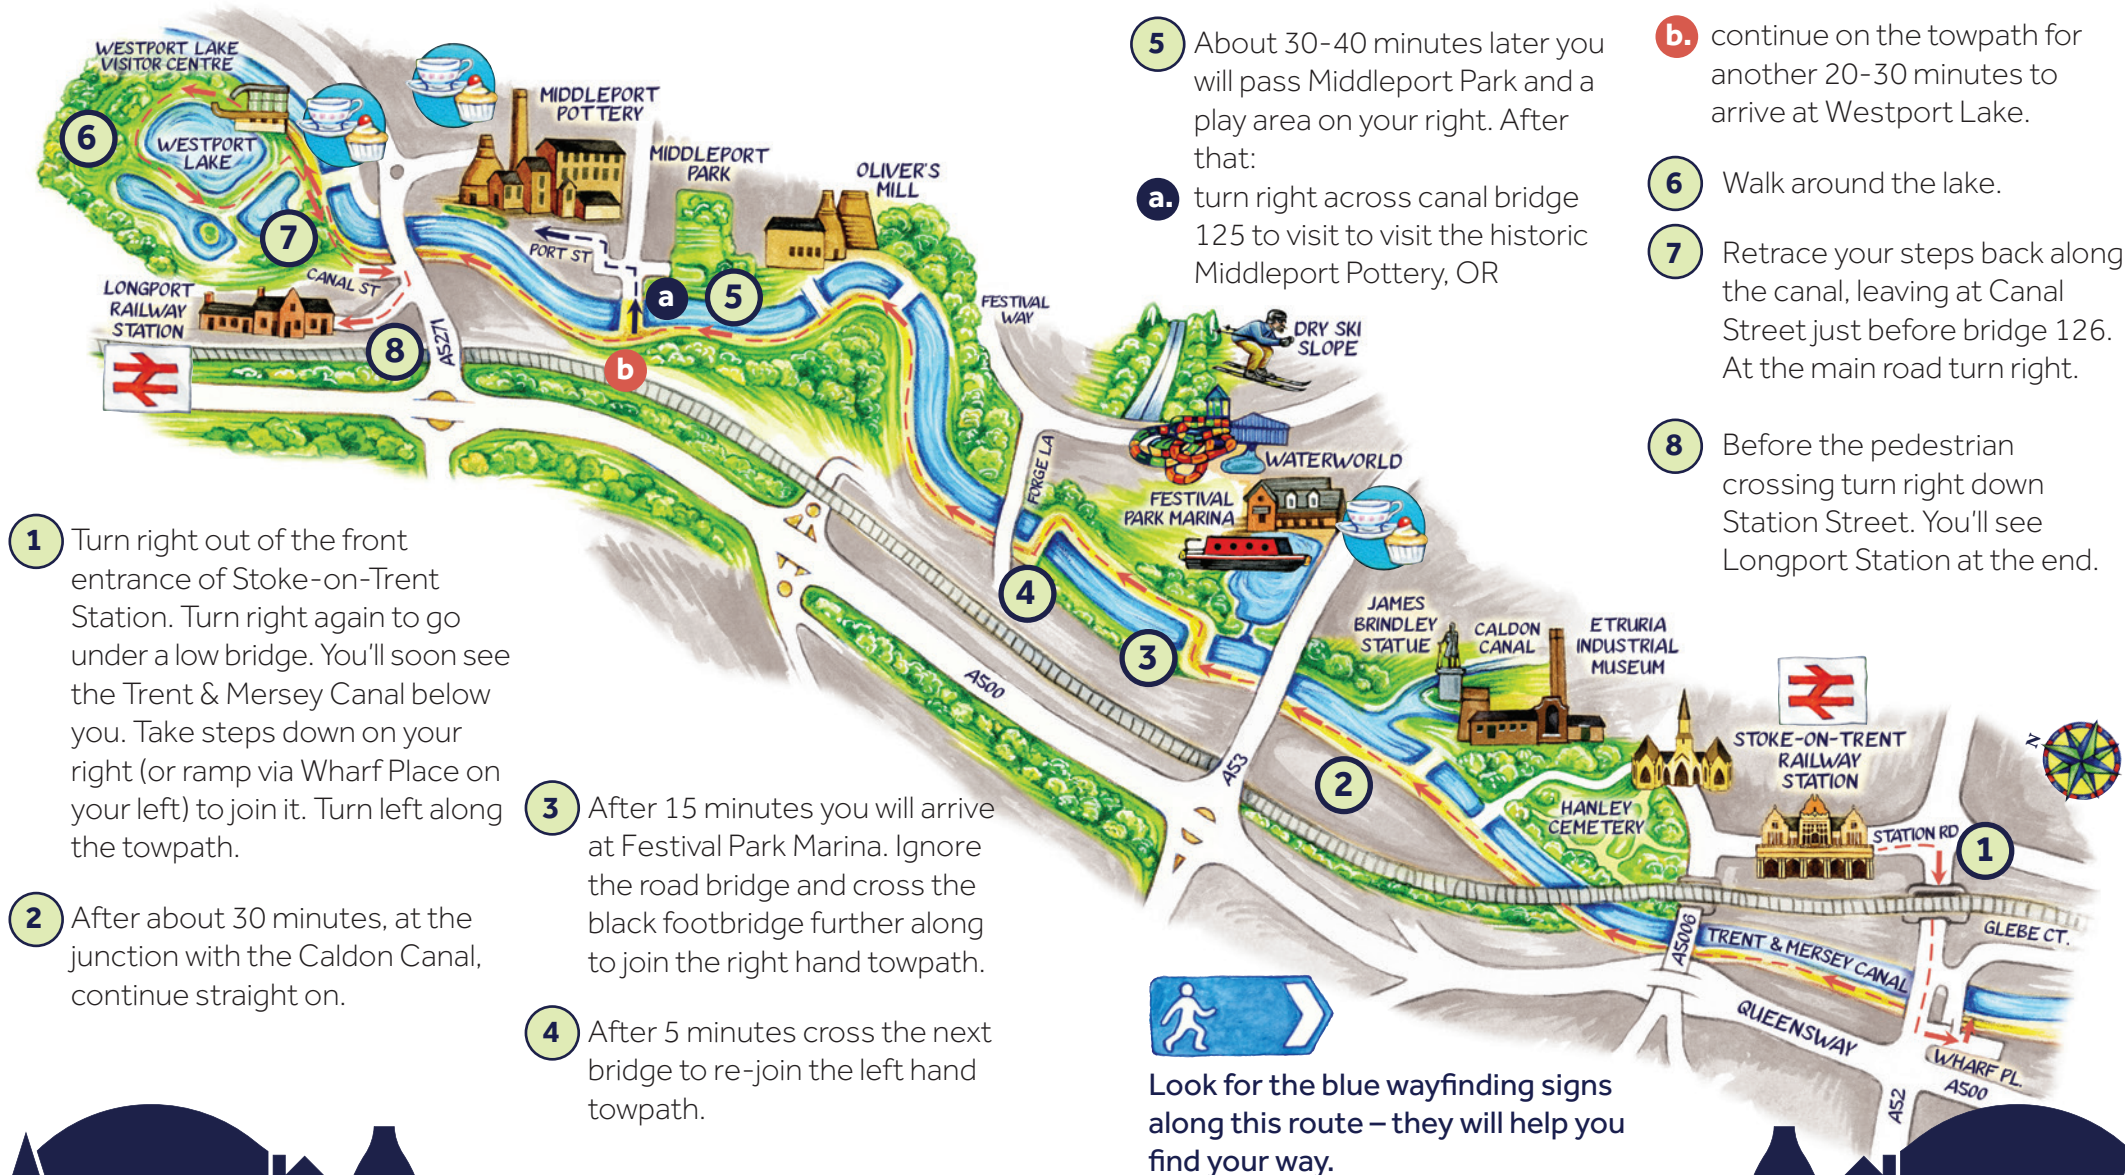 WESTPORT LAKE
VISITOR CENTRE
6
WESTPORT
LAKE
7
CANAL ST
LONGPORT
RAILWAY
STATION
8
A5271
MIDDLEPORT
POTTERY
PORT ST
MIDDLEPORT
PARK
a
5
b
OLIVER'S
MILL
FESTIVAL
WAY
FORGE LA
DRY SKI
SLOPE
WATERWORLD
FESTIVAL
PARK MARINA
4
3
A500
A53
JAMES
BRINDLEY
STATUE
CALDON
CANAL
ETRURIA
INDUSTRIAL
MUSEUM
2
HANLEY
CEMETERY
STOKE-ON-TRENT
RAILWAY
STATION
STATION RD
1
N
GLEBE CT.
A5006
TRENT & MERSEY CANAL
QUEENSWAY
WHARF PL.
A500
A52
1 Turn right out of the front
entrance of Stoke-on-Trent
Station. Turn right again to go
under a low bridge. You'll soon see
the Trent & Mersey Canal below
you. Take steps down on your
right (or ramp via Wharf Place on
your left) to join it. Turn left along
the towpath.
2 After about 30 minutes, at the
junction with the Caldon Canal,
continue straight on.
3 After 15 minutes you will arrive
at Festival Park Marina. Ignore
the road bridge and cross the
black footbridge further along
to join the right hand towpath.
4 After 5 minutes cross the next
bridge to re-join the left hand
towpath.
5 About 30-40 minutes later you
will pass Middleport Park and a
play area on your right. After
that:
a. turn right across canal bridge
125 to visit to visit the historic
Middleport Pottery, OR
b. continue on the towpath for
another 20-30 minutes to
arrive at Westport Lake.
6 Walk around the lake.
7 Retrace your steps back along
the canal, leaving at Canal
Street just before bridge 126.
At the main road turn right.
8 Before the pedestrian
crossing turn right down
Station Street. You'll see
Longport Station at the end.
Look for the blue wayfinding signs
along this route – they will help you
find your way.